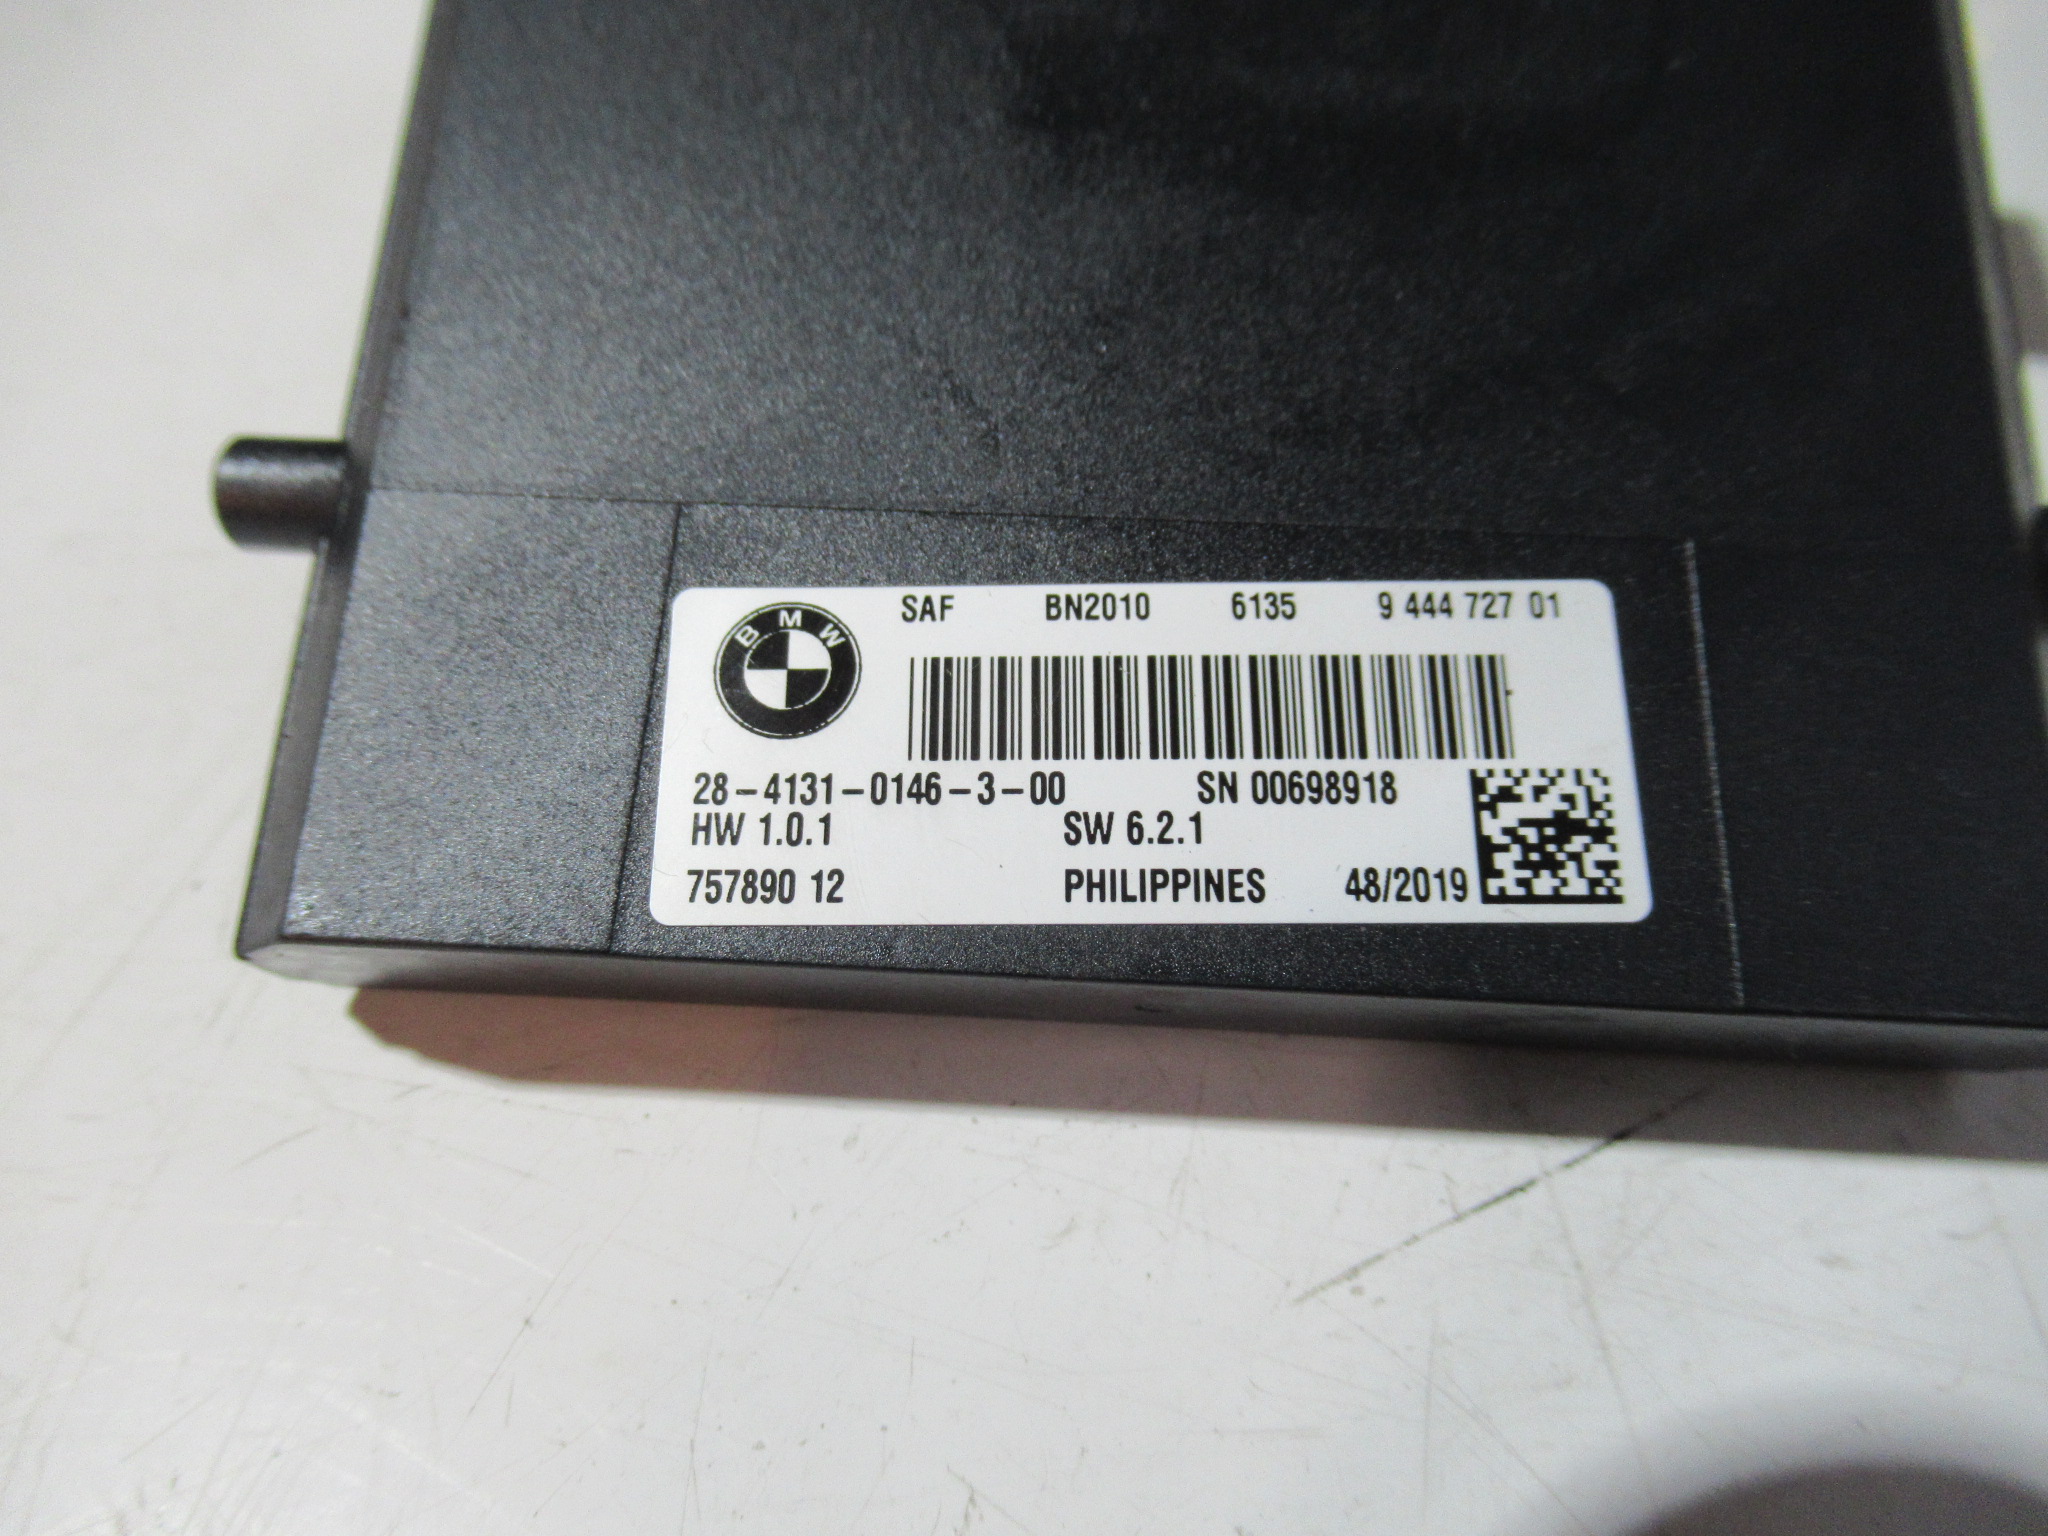 BMW
SAF BN2010 6135 9 444 727 01
28-4131-0146-3-00 SN 00698918
HW 1.0.1 SW 6.2.1
757890 12 PHILIPPINES 48/2019